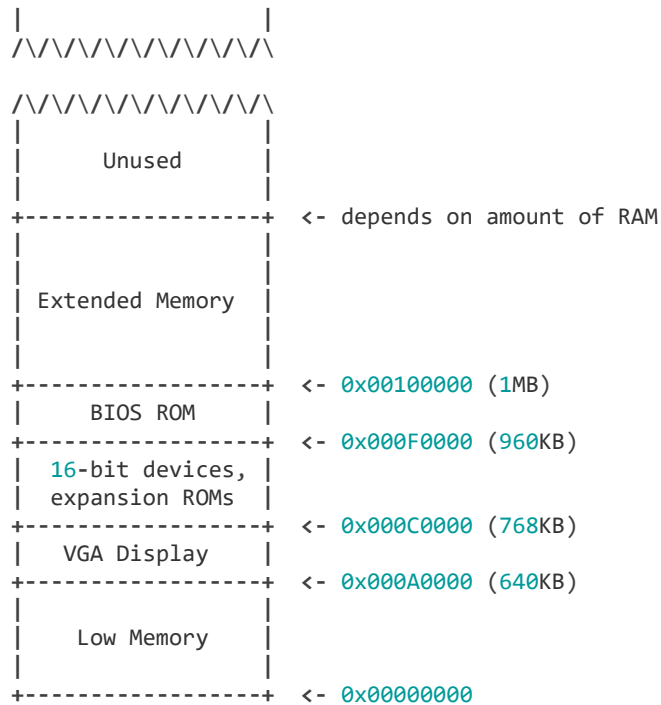 |                  |
/\/\/\/\/\/\/\/\/\/\
/\/\/\/\/\/\/\/\/\/\
|                  |
|      Unused      |
|                  |
+------------------+  <- depends on amount of RAM
|                  |
|                  |
| Extended Memory  |
|                  |
|                  |
+------------------+  <- 0x00100000 (1MB)
|     BIOS ROM     |
+------------------+  <- 0x000F0000 (960KB)
|  16-bit devices, |
|  expansion ROMs  |
+------------------+  <- 0x000C0000 (768KB)
|   VGA Display    |
+------------------+  <- 0x000A0000 (640KB)
|                  |
|    Low Memory    |
|                  |
+------------------+  <- 0x00000000